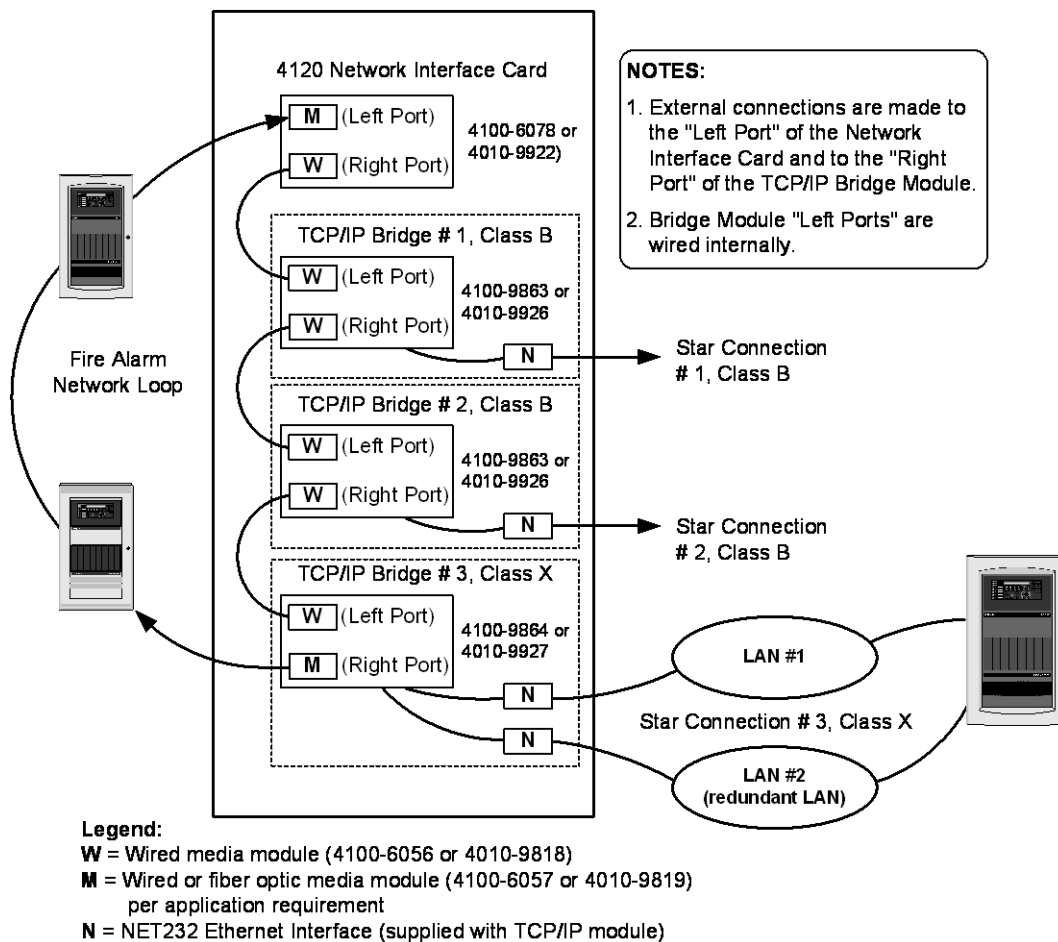 4120 Network Interface Card
M (Left Port)
W (Right Port)
4100-6078 or
4010-9922)
NOTES:
1. External connections are made to
the "Left Port" of the Network
Interface Card and to the "Right
Port" of the TCP/IP Bridge Module.
2. Bridge Module "Left Ports" are
wired internally.
TCP/IP Bridge # 1, Class B
W (Left Port)
W (Right Port)
4100-9863 or
4010-9926
N
Star Connection
# 1, Class B
Fire Alarm
Network Loop
TCP/IP Bridge # 2, Class B
W (Left Port)
W (Right Port)
4100-9863 or
4010-9926
N
Star Connection
# 2, Class B
TCP/IP Bridge # 3, Class X
W (Left Port)
M (Right Port)
4100-9864 or
4010-9927
N
N
LAN #1
Star Connection # 3, Class X
LAN #2
(redundant LAN)
Legend:
W = Wired media module (4100-6056 or 4010-9818)
M = Wired or fiber optic media module (4100-6057 or 4010-9819)
per application requirement
N = NET232 Ethernet Interface (supplied with TCP/IP module)